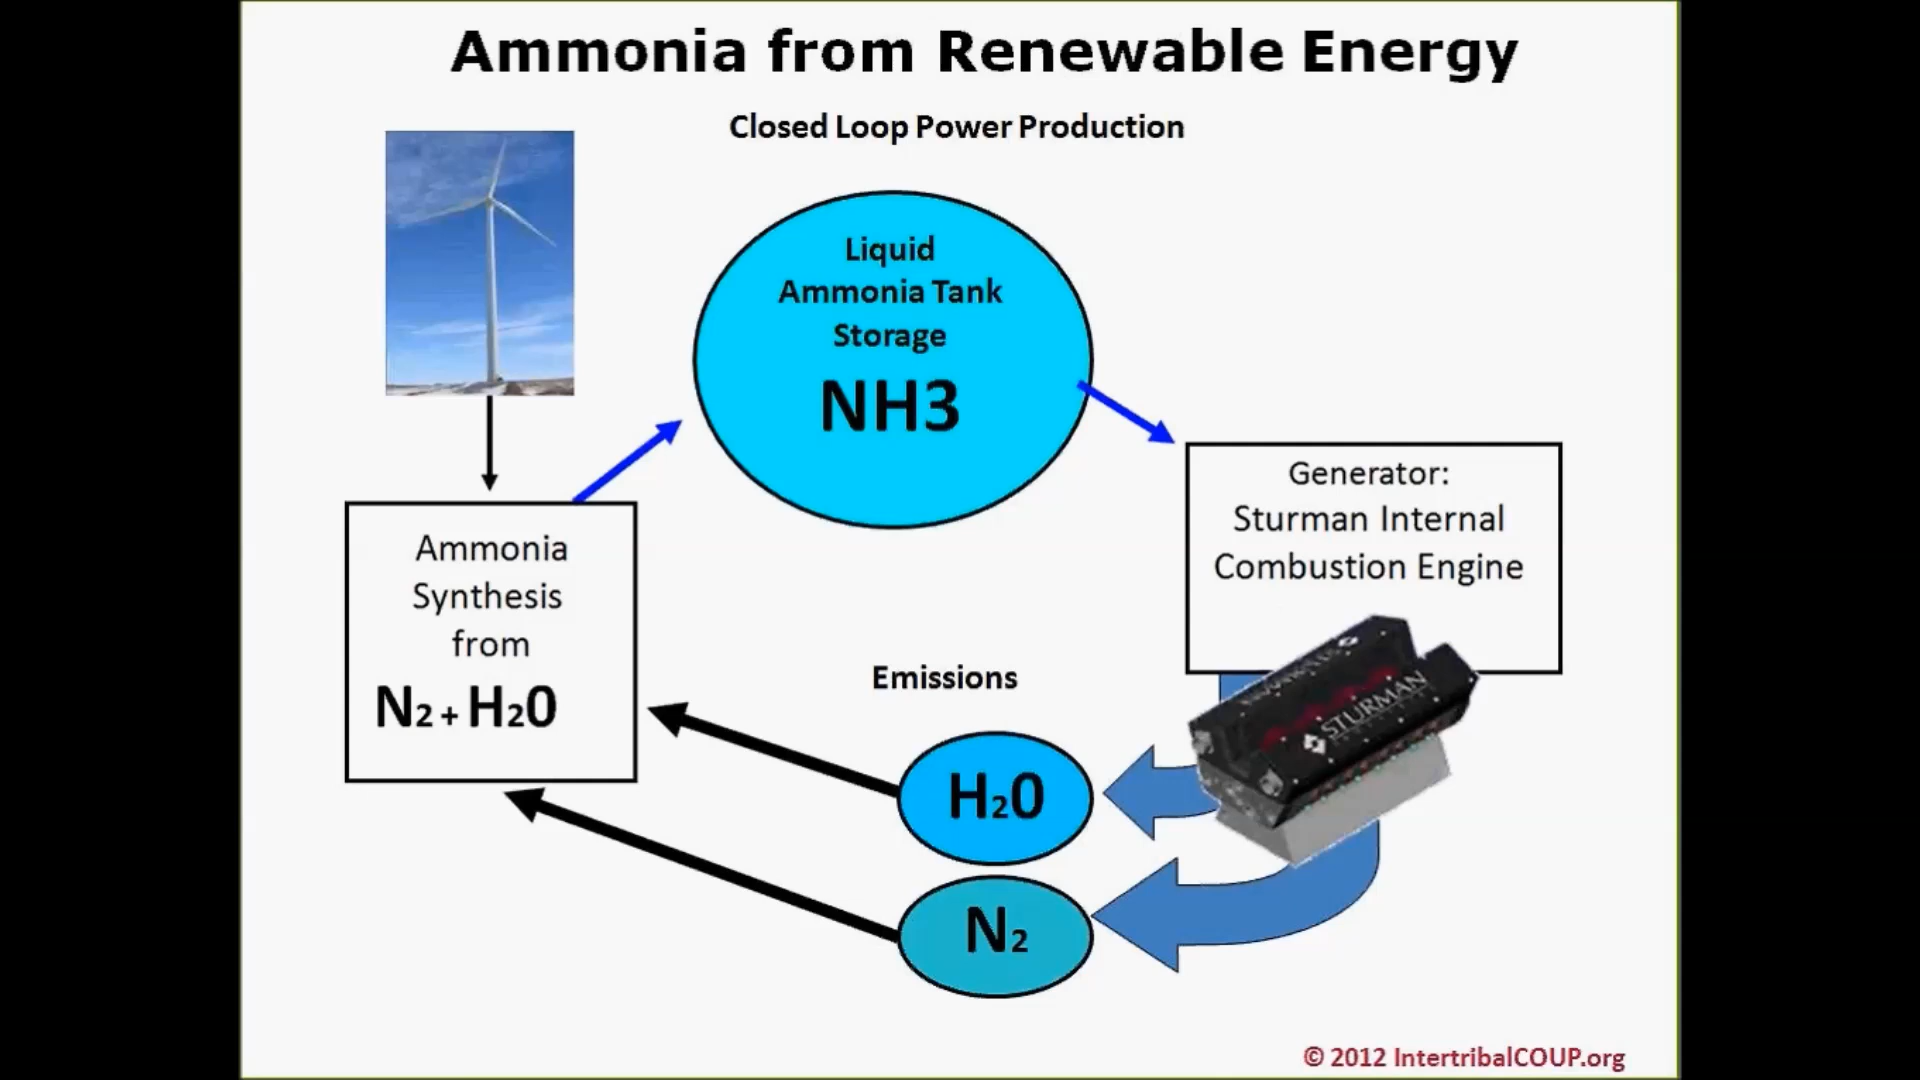 Ammonia from Renewable Energy
Closed Loop Power Production
Liquid
Ammonia Tank
Storage
NH3
Generator:
Sturman Internal
Combustion Engine
Ammonia
Synthesis
from
N₂ + H₂0
Emissions
STURMAN
H₂0
N₂
© 2012 IntertribalCOUP.org